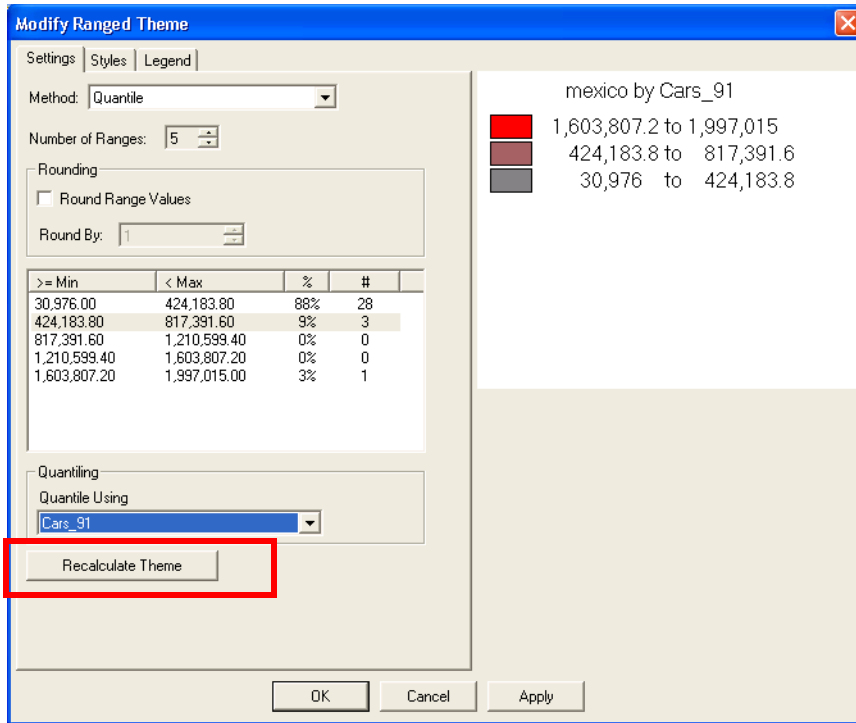 Modify Ranged Theme
Settings Styles Legend
Method: Quantile
Number of Ranges: 5
Rounding
Round Range Values
Round By: 1
>= Min < Max % #
30,976.00 424,183.80 88% 28
424,183.80 817,391.60 9% 3
817,391.60 1,210,599.40 0% 0
1,210,599.40 1,603,807.20 0% 0
1,603,807.20 1,997,015.00 3% 1
Quantiling
Quantile Using
Cars_91
Recalculate Theme
mexico by Cars_91
1,603,807.2 to 1,997,015
424,183.8 to 817,391.6
30,976 to 424,183.8
OK Cancel Apply